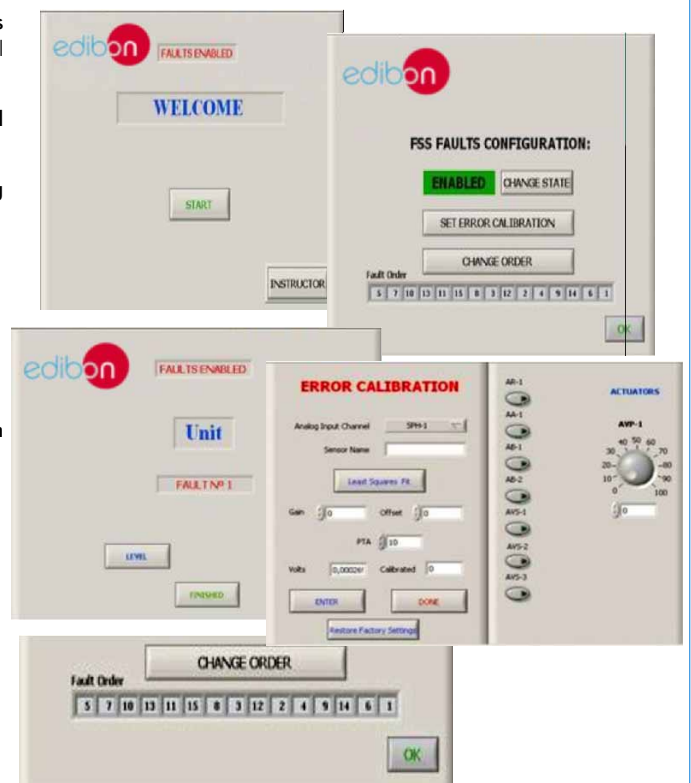 edibon
FAULTS ENABLED
WELCOME
START
INSTRUCTOR
edibon
FSS FAULTS CONFIGURATION:
ENABLED CHANGE STATE
SET ERROR CALIBRATION
CHANGE ORDER
Fault Order
5 7 10 13 11 15 8 3 12 2 4 9 14 6 1
OK
edibon
FAULTS ENABLED
Unit
FAULT Nº 1
LEVEL
FINISHED
ERROR CALIBRATION
Analog Input Channel SPH-1
Sensor Name
Least Squares Fit
Gain 0 Offset 0
PTA 10
Volts Calibrated 0
ENTER DONE
Restore Factory Settings
AR-1
AA-1
AB-1
AB-2
AVS-1
AVS-2
AVS-3
ACTUATORS
AVP-1
40 50 60
30 70
20 80
10 90
0 100
0
CHANGE ORDER
Fault Order
5 7 10 13 11 15 8 3 12 2 4 9 14 6 1
OK